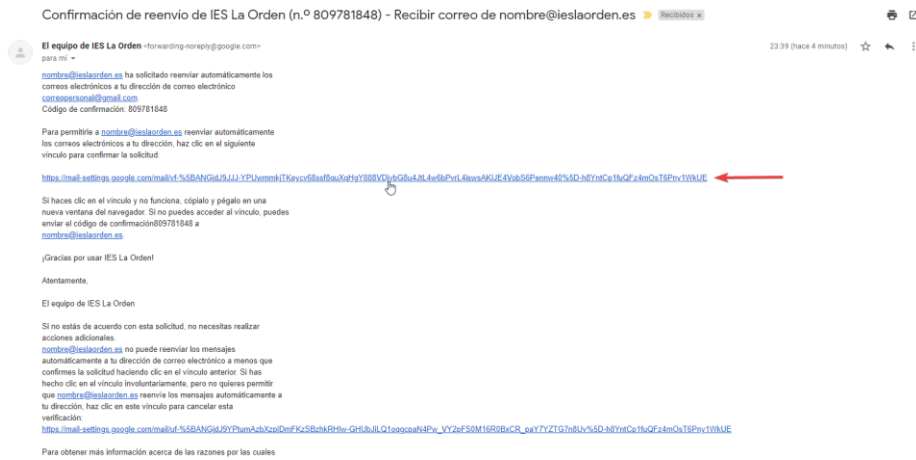 Confirmación de reenvío de IES La Orden (n.º 809781848) - Recibir correo de nombre@ieslaorden.es Recibidos x
El equipo de IES La Orden <forwarding-noreply@google.com>
23:39 (hace 4 minutos)
para mí
nombre@ieslaorden.es ha solicitado reenviar automáticamente los
correos electrónicos a tu dirección de correo electrónico
correopersonal@gmail.com.
Código de confirmación: 809781848
Para permitirle a nombre@ieslaorden.es reenviar automáticamente
los correos electrónicos a tu dirección, haz clic en el siguiente
vínculo para confirmar la solicitud:
Si haces clic en el vínculo y no funciona, cópialo y pégalo en una
nueva ventana del navegador. Si no puedes acceder al vínculo, puedes
enviar el código de confirmación809781848 a
nombre@ieslaorden.es.
¡Gracias por usar IES La Orden!
Atentamente,
El equipo de IES La Orden
Si no estás de acuerdo con esta solicitud, no necesitas realizar
acciones adicionales.
nombre@ieslaorden.es no puede reenviar los mensajes
automáticamente a tu dirección de correo electrónico a menos que
confirmes la solicitud haciendo clic en el vínculo anterior. Si has
hecho clic en el vínculo involuntariamente, pero no quieres permitir
que nombre@ieslaorden.es reenvíe los mensajes automáticamente a
tu dirección, haz clic en este vínculo para cancelar esta
verificación:
Para obtener más información acerca de las razones por las cuales